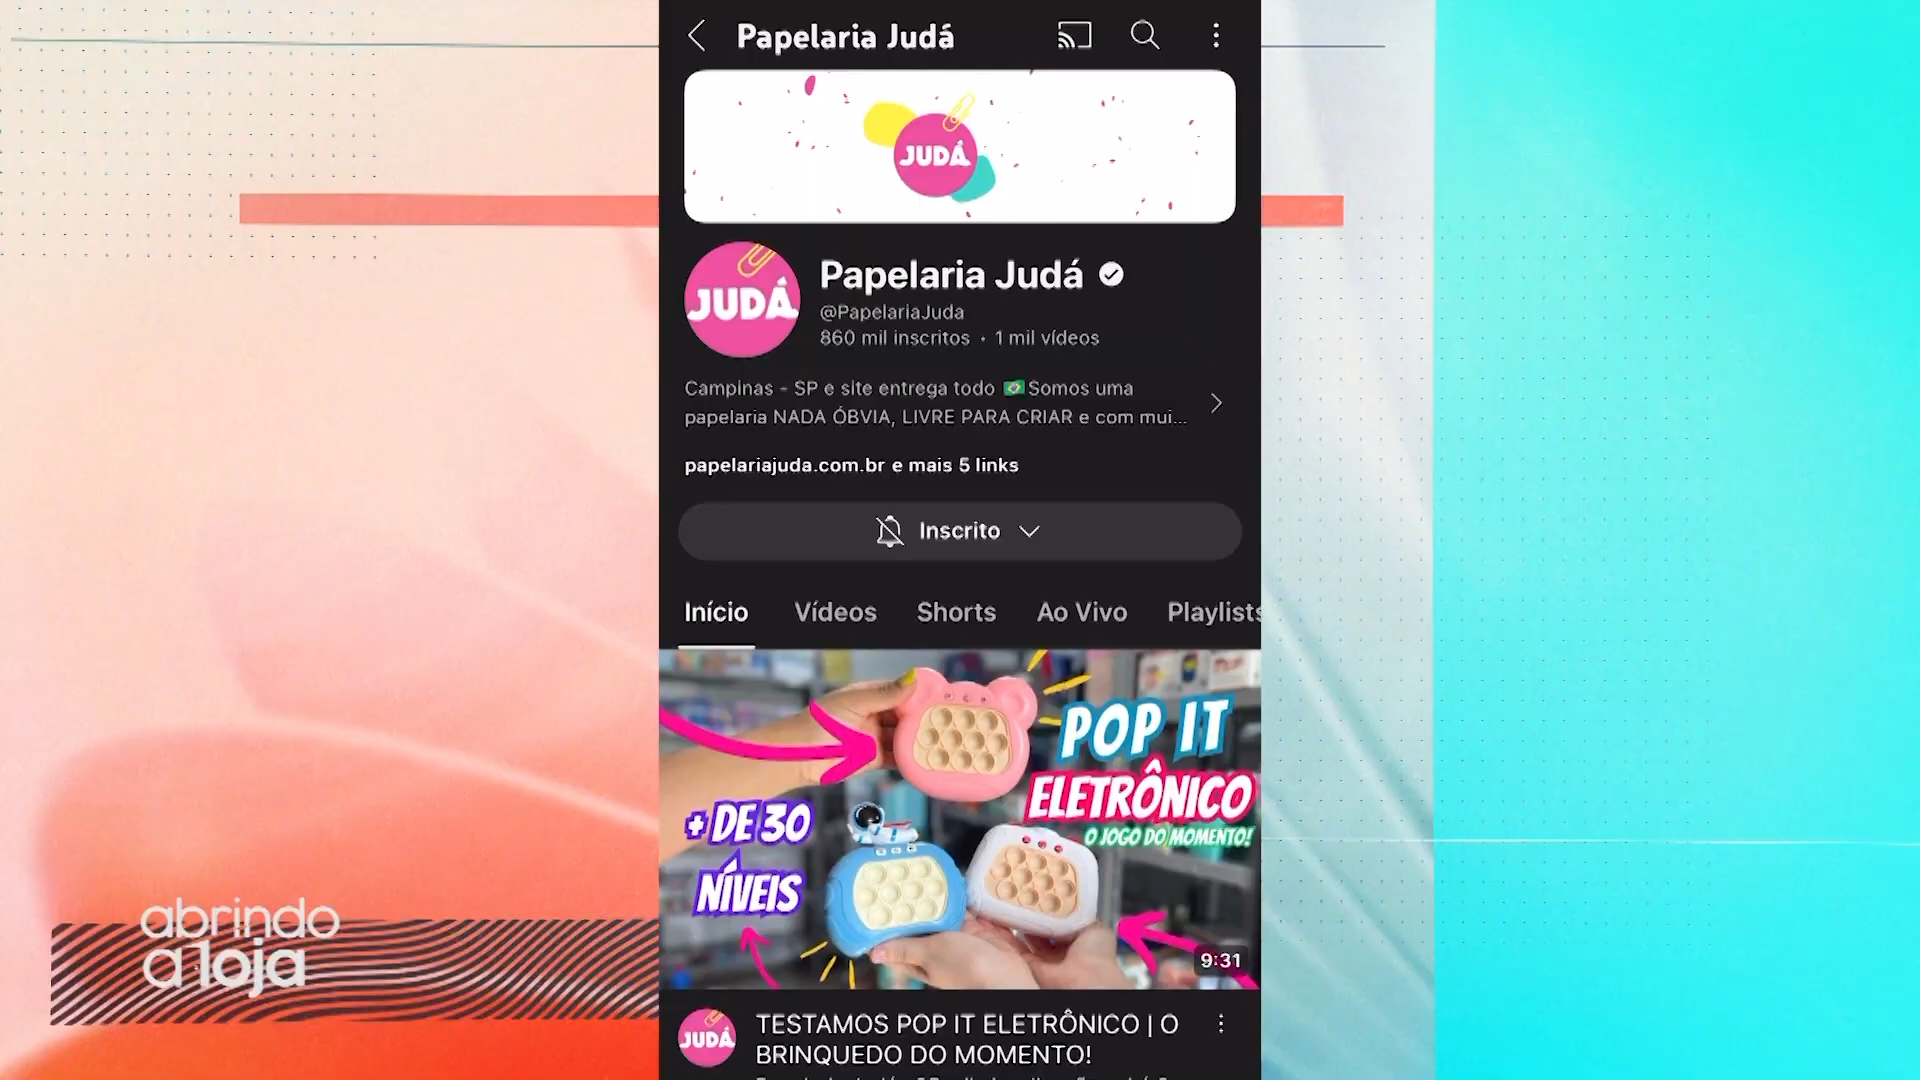 Papelaria Judá
JUDÁ
JUDÁ
Papelaria Judá
@PapelariaJuda
860 mil inscritos • 1 mil vídeos
Campinas - SP e site entrega todo 🇧🇷Somos uma
papelaria NADA ÓBVIA, LIVRE PARA CRIAR e com mui...
papelariajuda.com.br e mais 5 links
Inscrito
Início Vídeos Shorts Ao Vivo Playlists
POP IT
ELETRÔNICO
O JOGO DO MOMENTO!
+ DE 30
NÍVEIS
9:31
abrindo
a loja
JUDÁ
TESTAMOS POP IT ELETRÔNICO | O
BRINQUEDO DO MOMENTO!